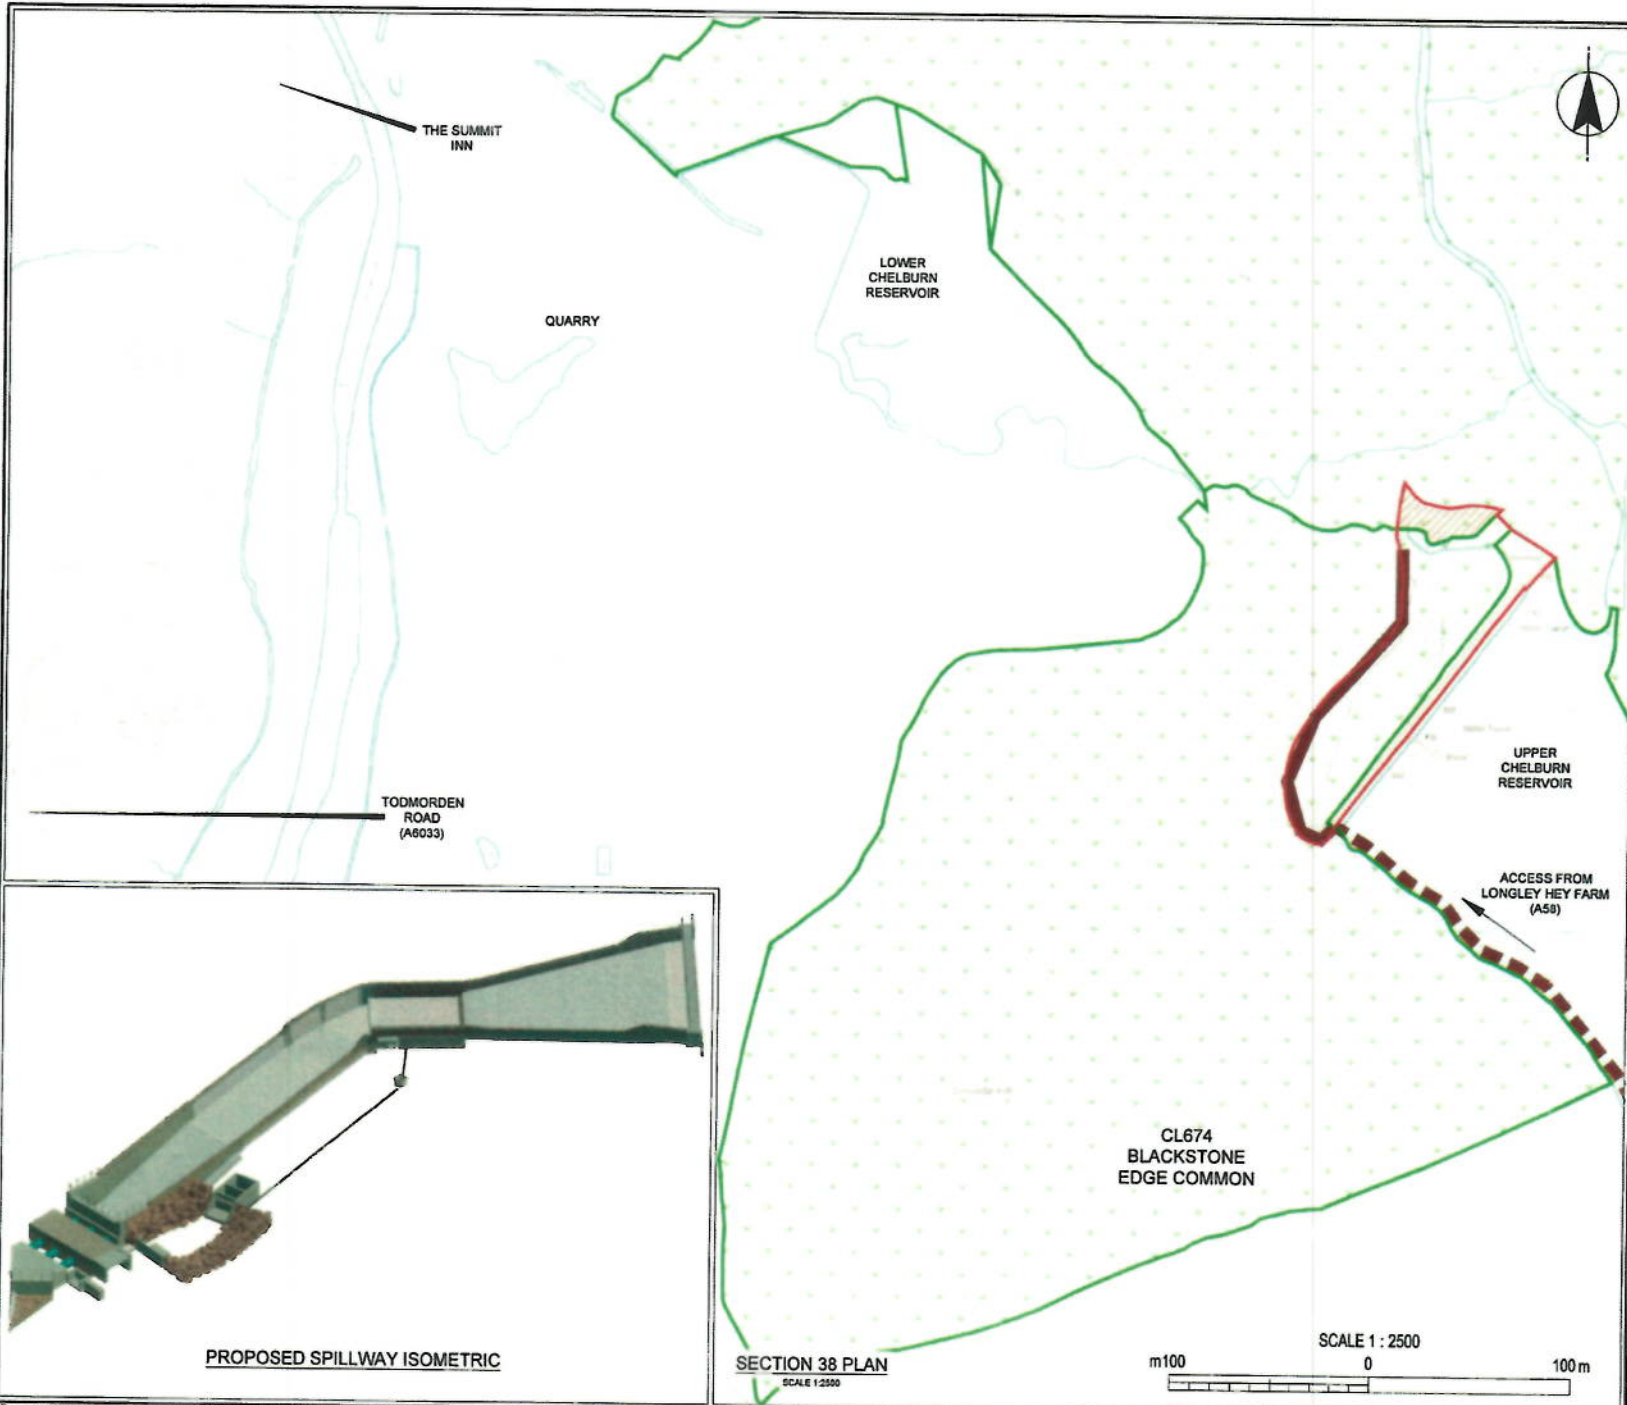 THE SUMMIT
INN
LOWER
CHELBURN
RESERVOIR
QUARRY
TODMORDEN
ROAD
(A6033)
UPPER
CHELBURN
RESERVOIR
ACCESS FROM
LONGLEY HEY FARM
(A58)
CL674
BLACKSTONE
EDGE COMMON
PROPOSED SPILLWAY ISOMETRIC
SECTION 38 PLAN
SCALE 1:2500
SCALE 1 : 2500
m100 0 100m